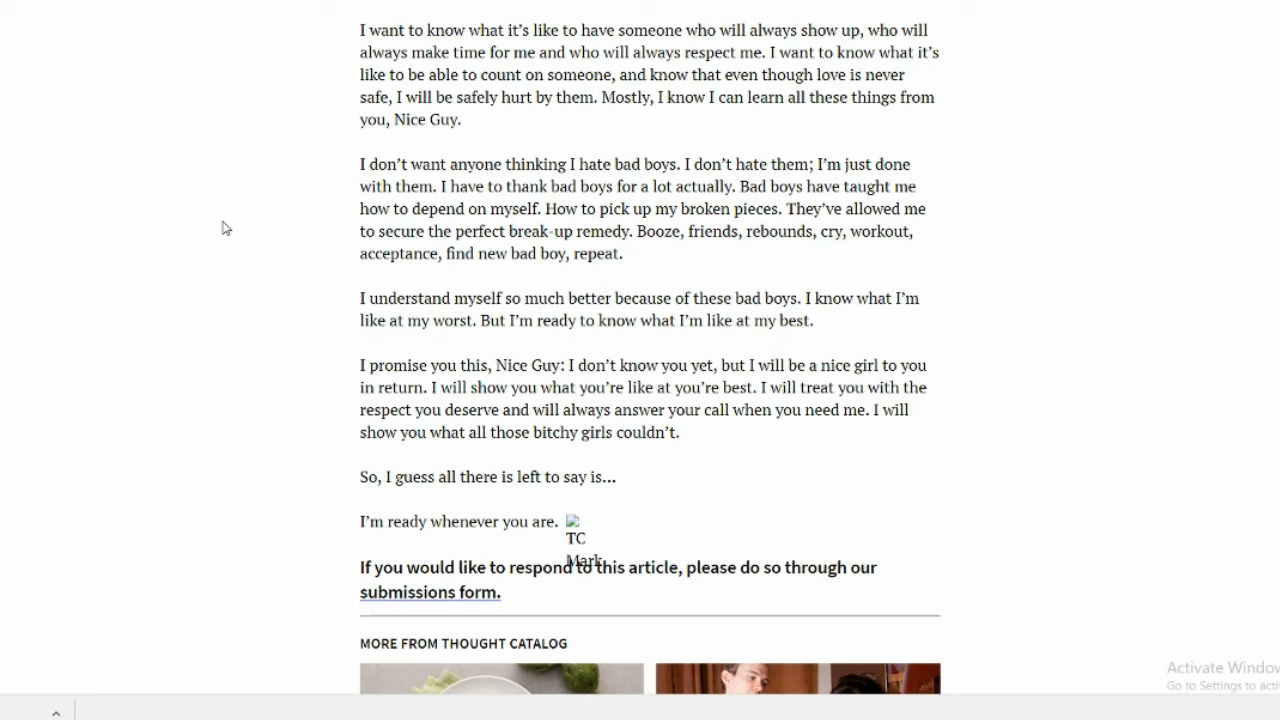 I want to know what it’s like to have someone who will always show up, who will
always make time for me and who will always respect me. I want to know what it’s
like to be able to count on someone, and know that even though love is never
safe, I will be safely hurt by them. Mostly, I know I can learn all these things from
you, Nice Guy.
I don’t want anyone thinking I hate bad boys. I don’t hate them; I’m just done
with them. I have to thank bad boys for a lot actually. Bad boys have taught me
how to depend on myself. How to pick up my broken pieces. They’ve allowed me
to secure the perfect break-up remedy. Booze, friends, rebounds, cry, workout,
acceptance, find new bad boy, repeat.
I understand myself so much better because of these bad boys. I know what I’m
like at my worst. But I’m ready to know what I’m like at my best.
I promise you this, Nice Guy: I don’t know you yet, but I will be a nice girl to you
in return. I will show you what you’re like at you’re best. I will treat you with the
respect you deserve and will always answer your call when you need me. I will
show you what all those bitchy girls couldn’t.
So, I guess all there is left to say is…
I’m ready whenever you are.
TC
Mark
If you would like to respond to this article, please do so through our
submissions form.
MORE FROM THOUGHT CATALOG
Activate Window
Go to Settings to acti